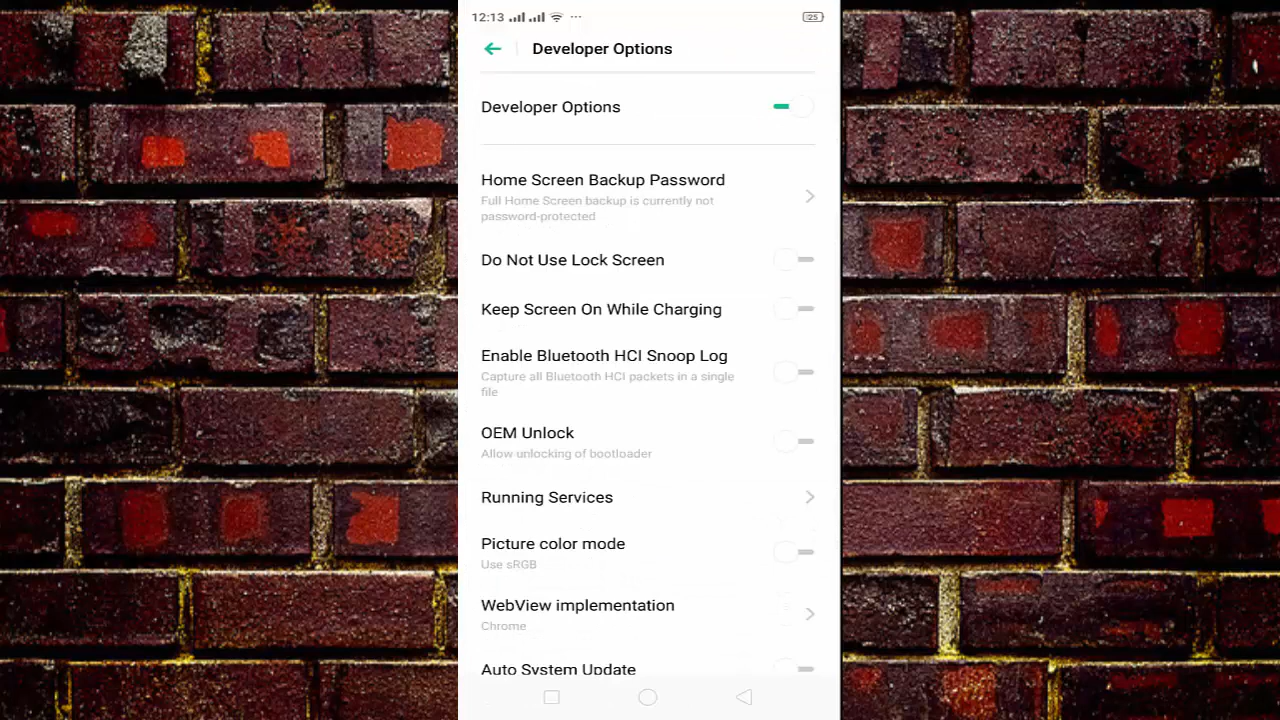 12:13
25
Developer Options
Developer Options
Home Screen Backup Password
Full Home Screen backup is currently not
password-protected
Do Not Use Lock Screen
Keep Screen On While Charging
Enable Bluetooth HCI Snoop Log
Capture all Bluetooth HCI packets in a single
file
OEM Unlock
Allow unlocking of bootloader
Running Services
Picture color mode
Use sRGB
WebView implementation
Chrome
Auto System Update